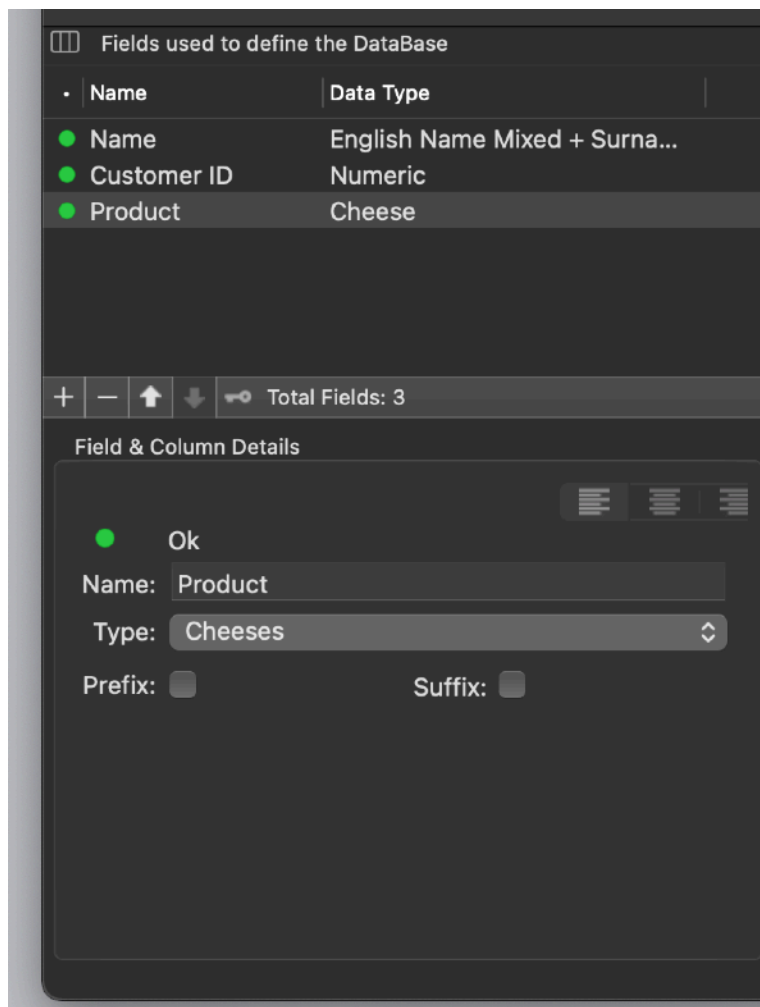 Fields used to define the DataBase
· Name Data Type
Name English Name Mixed + Surna...
Customer ID Numeric
Product Cheese
+ − Total Fields: 3
Field & Column Details
Ok
Name: Product
Type: Cheeses
Prefix: Suffix: